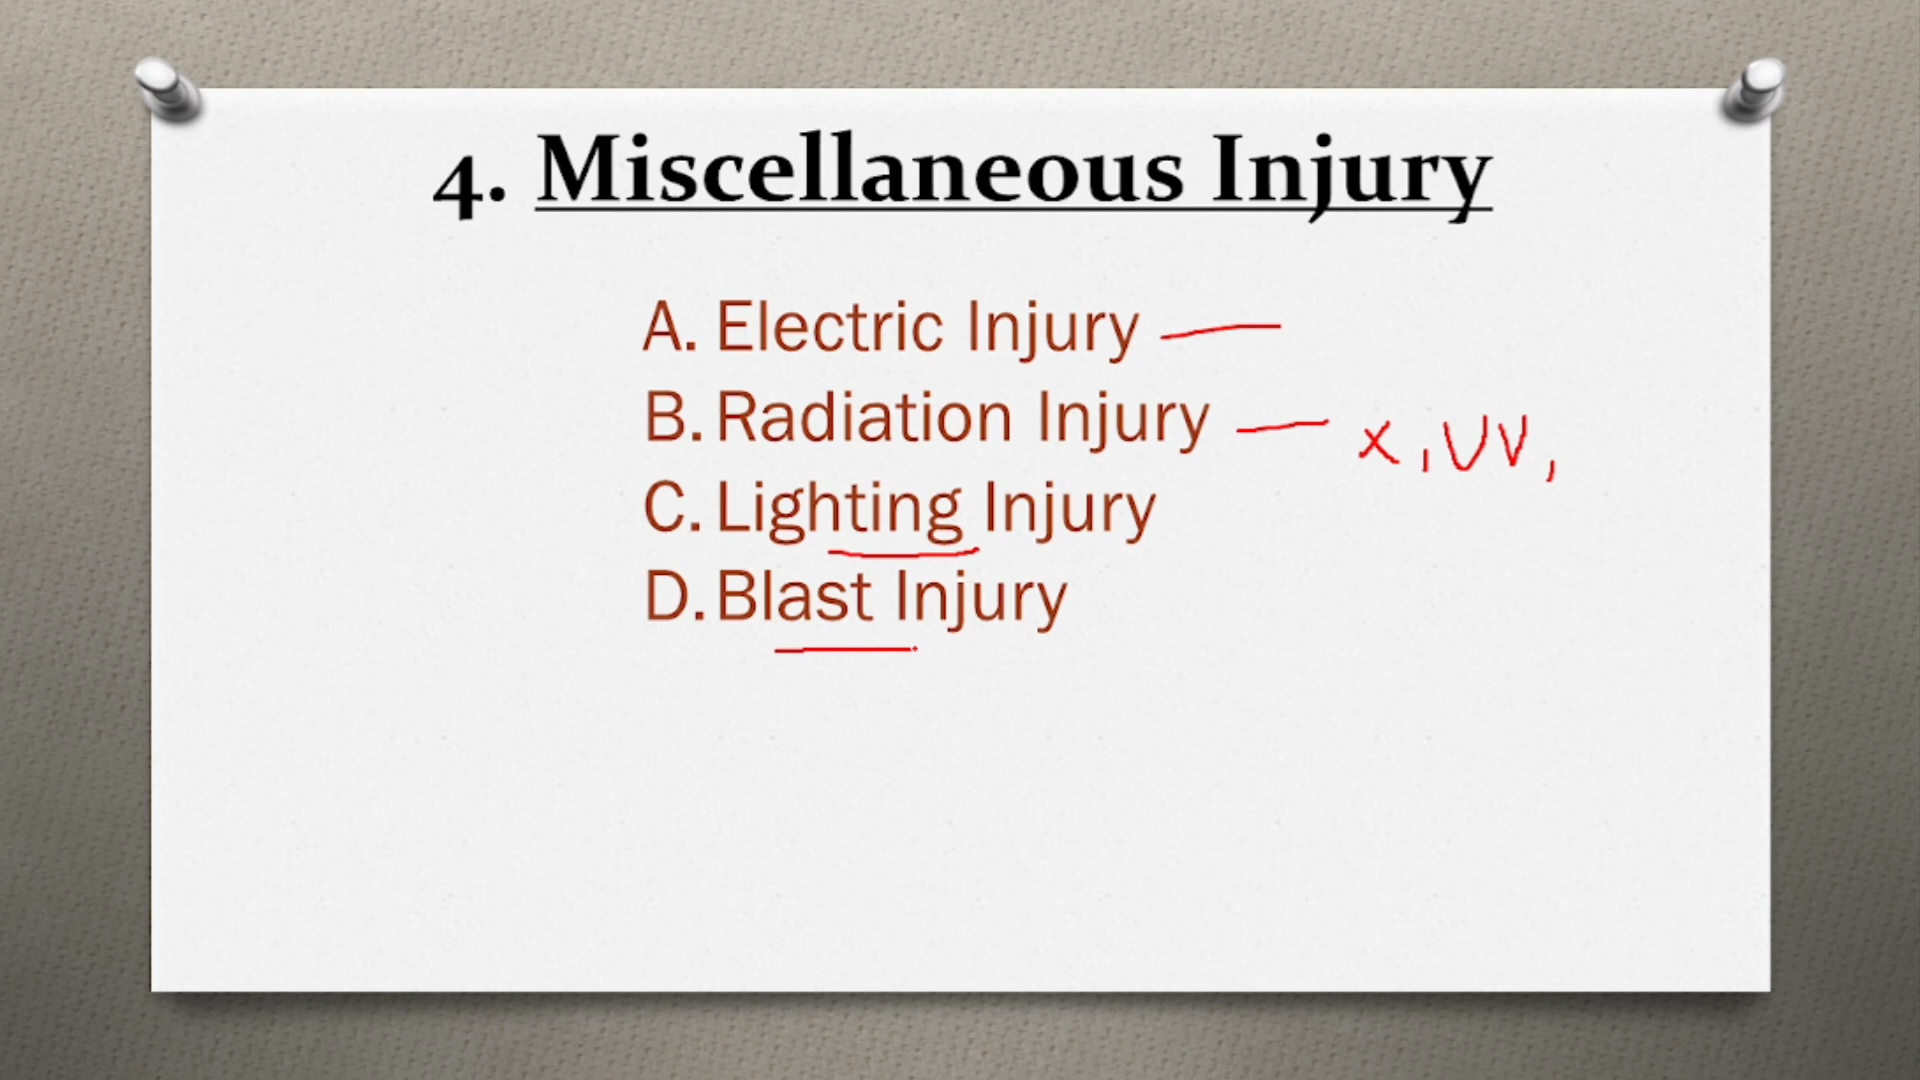 4. Miscellaneous Injury
A. Electric Injury
B. Radiation Injury — X, UV,
C. Lighting Injury
D. Blast Injury